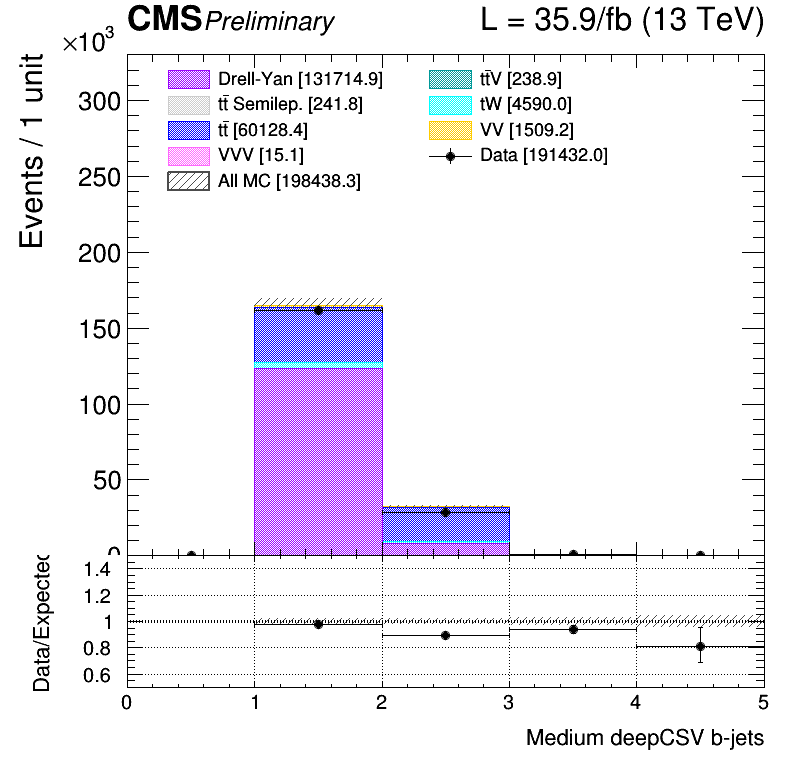 CMS Preliminary L = 35.9/fb (13 TeV)
×10³
Events / 1 unit
300
250
200
150
100
50
0
Drell-Yan [131714.9]
tt̄ Semilep. [241.8]
tt̄ [60128.4]
VVV [15.1]
All MC [198438.3]
tt̄V [238.9]
tW [4590.0]
VV [1509.2]
Data [191432.0]
Data/Expected
1.4
1.2
1
0.8
0.6
0 1 2 3 4 5
Medium deepCSV b-jets